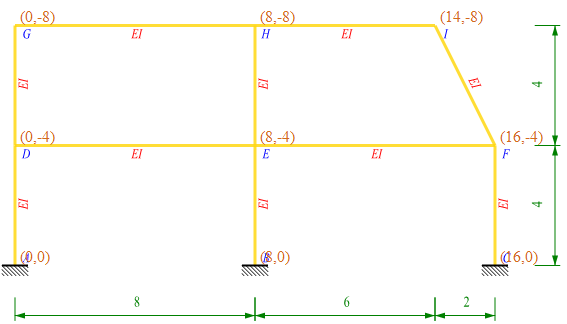 (0,-8) (8,-8) (14,-8)
G EI H EI I
EI EI EI 4
(0,-4) (8,-4) (16,-4)
D EI E EI F
EI EI EI 4
A (0,0) B (8,0) C (16,0)
8 6 2